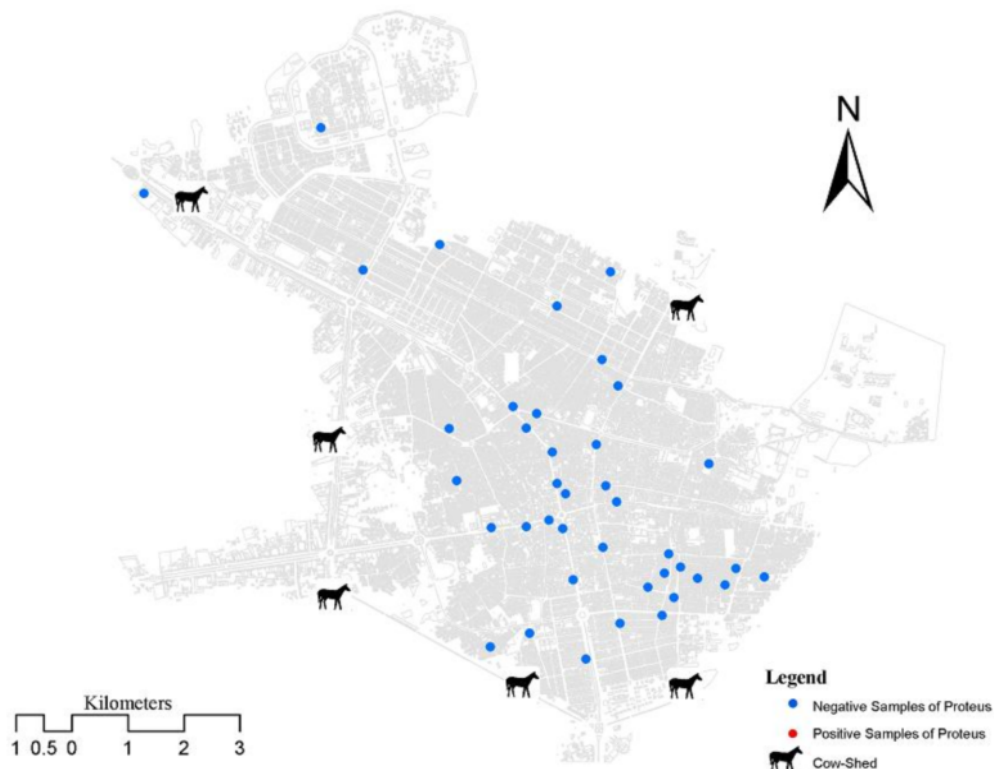 N
Kilometers
1 0.5 0 1 2 3
Legend
Negative Samples of Proteus
Positive Samples of Proteus
Cow-Shed